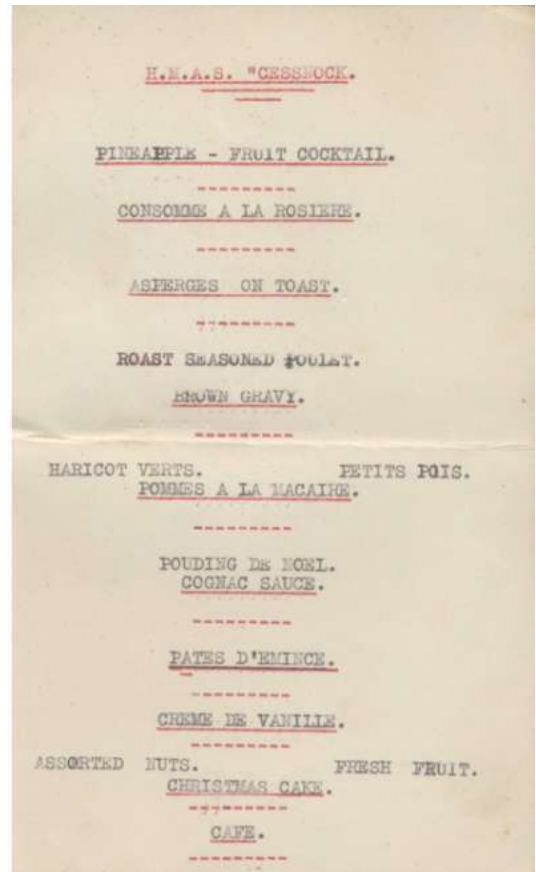 H.M.A.S. "CESSNOCK.
PINEAPPLE - FRUIT COCKTAIL.
---------
CONSOMME A LA ROSIERE.
---------
ASPERGES ON TOAST.
---------
ROAST SEASONED POULET.
BROWN GRAVY.
---------
HARICOT VERTS. PETITS POIS.
POMMES A LA MACAIRE.
---------
POUDING DE NOEL.
COGNAC SAUCE.
---------
PATES D'EMINCE.
---------
CREME DE VANILLE.
---------
ASSORTED NUTS. FRESH FRUIT.
CHRISTMAS CAKE.
---------
CAFE.
---------